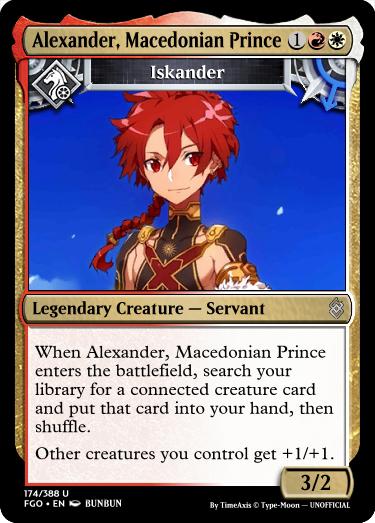 Alexander, Macedonian Prince 1
Iskander
Legendary Creature — Servant
When Alexander, Macedonian Prince
enters the battlefield, search your
library for a connected creature card
and put that card into your hand, then
shuffle.
Other creatures you control get +1/+1.
3/2
174/388 U
FGO • EN BUNBUN
By TimeAxis © Type-Moon — UNOFFICIAL